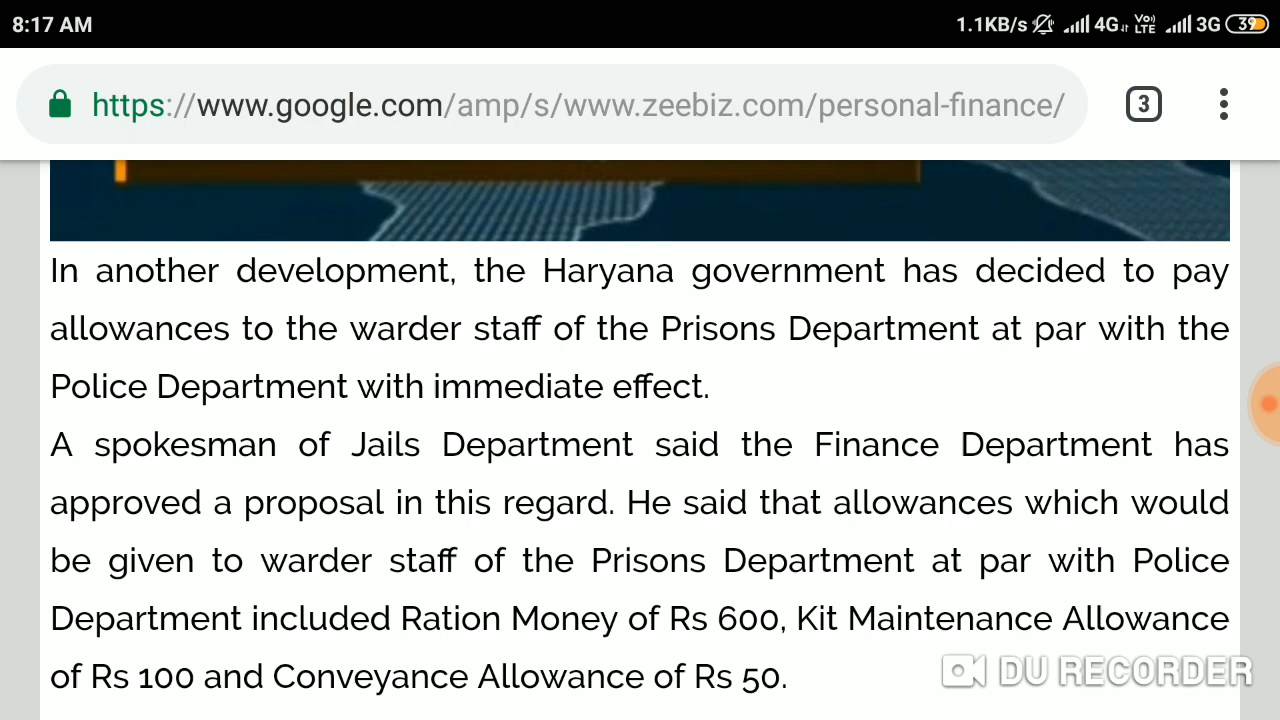 8:17 AM 1.1KB/s 4G Vo) LTE 3G 39
https://www.google.com/amp/s/www.zeebiz.com/personal-finance/ 3
In another development, the Haryana government has decided to pay
allowances to the warder staff of the Prisons Department at par with the
Police Department with immediate effect.
A spokesman of Jails Department said the Finance Department has
approved a proposal in this regard. He said that allowances which would
be given to warder staff of the Prisons Department at par with Police
Department included Ration Money of Rs 600, Kit Maintenance Allowance
of Rs 100 and Conveyance Allowance of Rs 50.
DU RECORDER